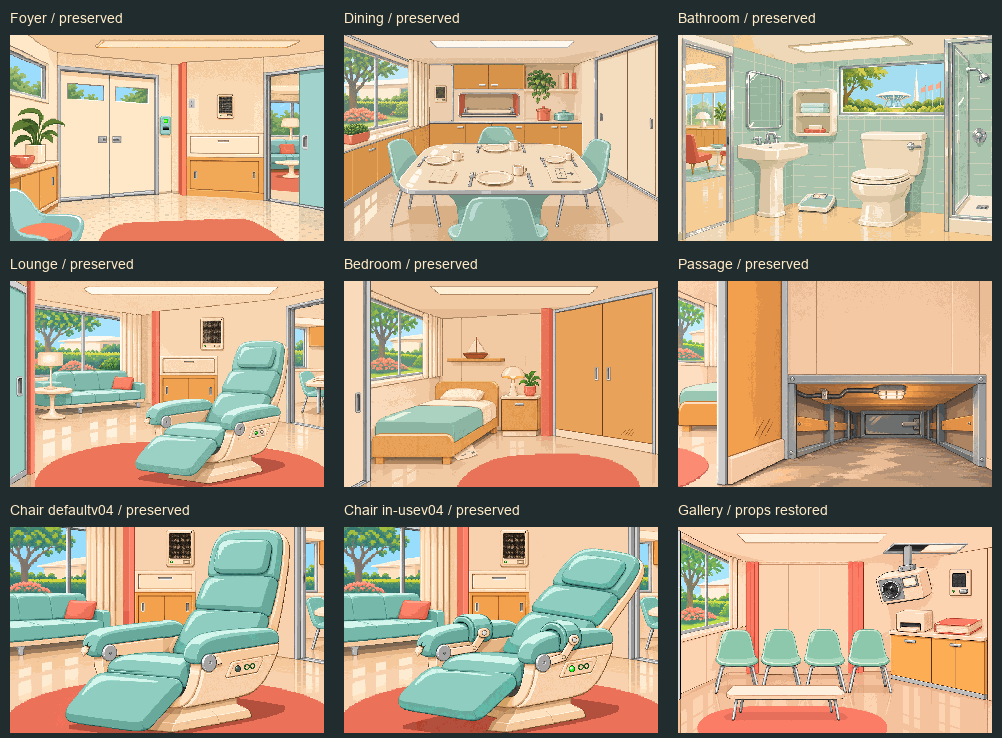 Foyer / preserved
Dining / preserved
Bathroom / preserved
Lounge / preserved
Bedroom / preserved
Passage / preserved
Chair defaultv04 / preserved
Chair in-usev04 / preserved
Gallery / props restored